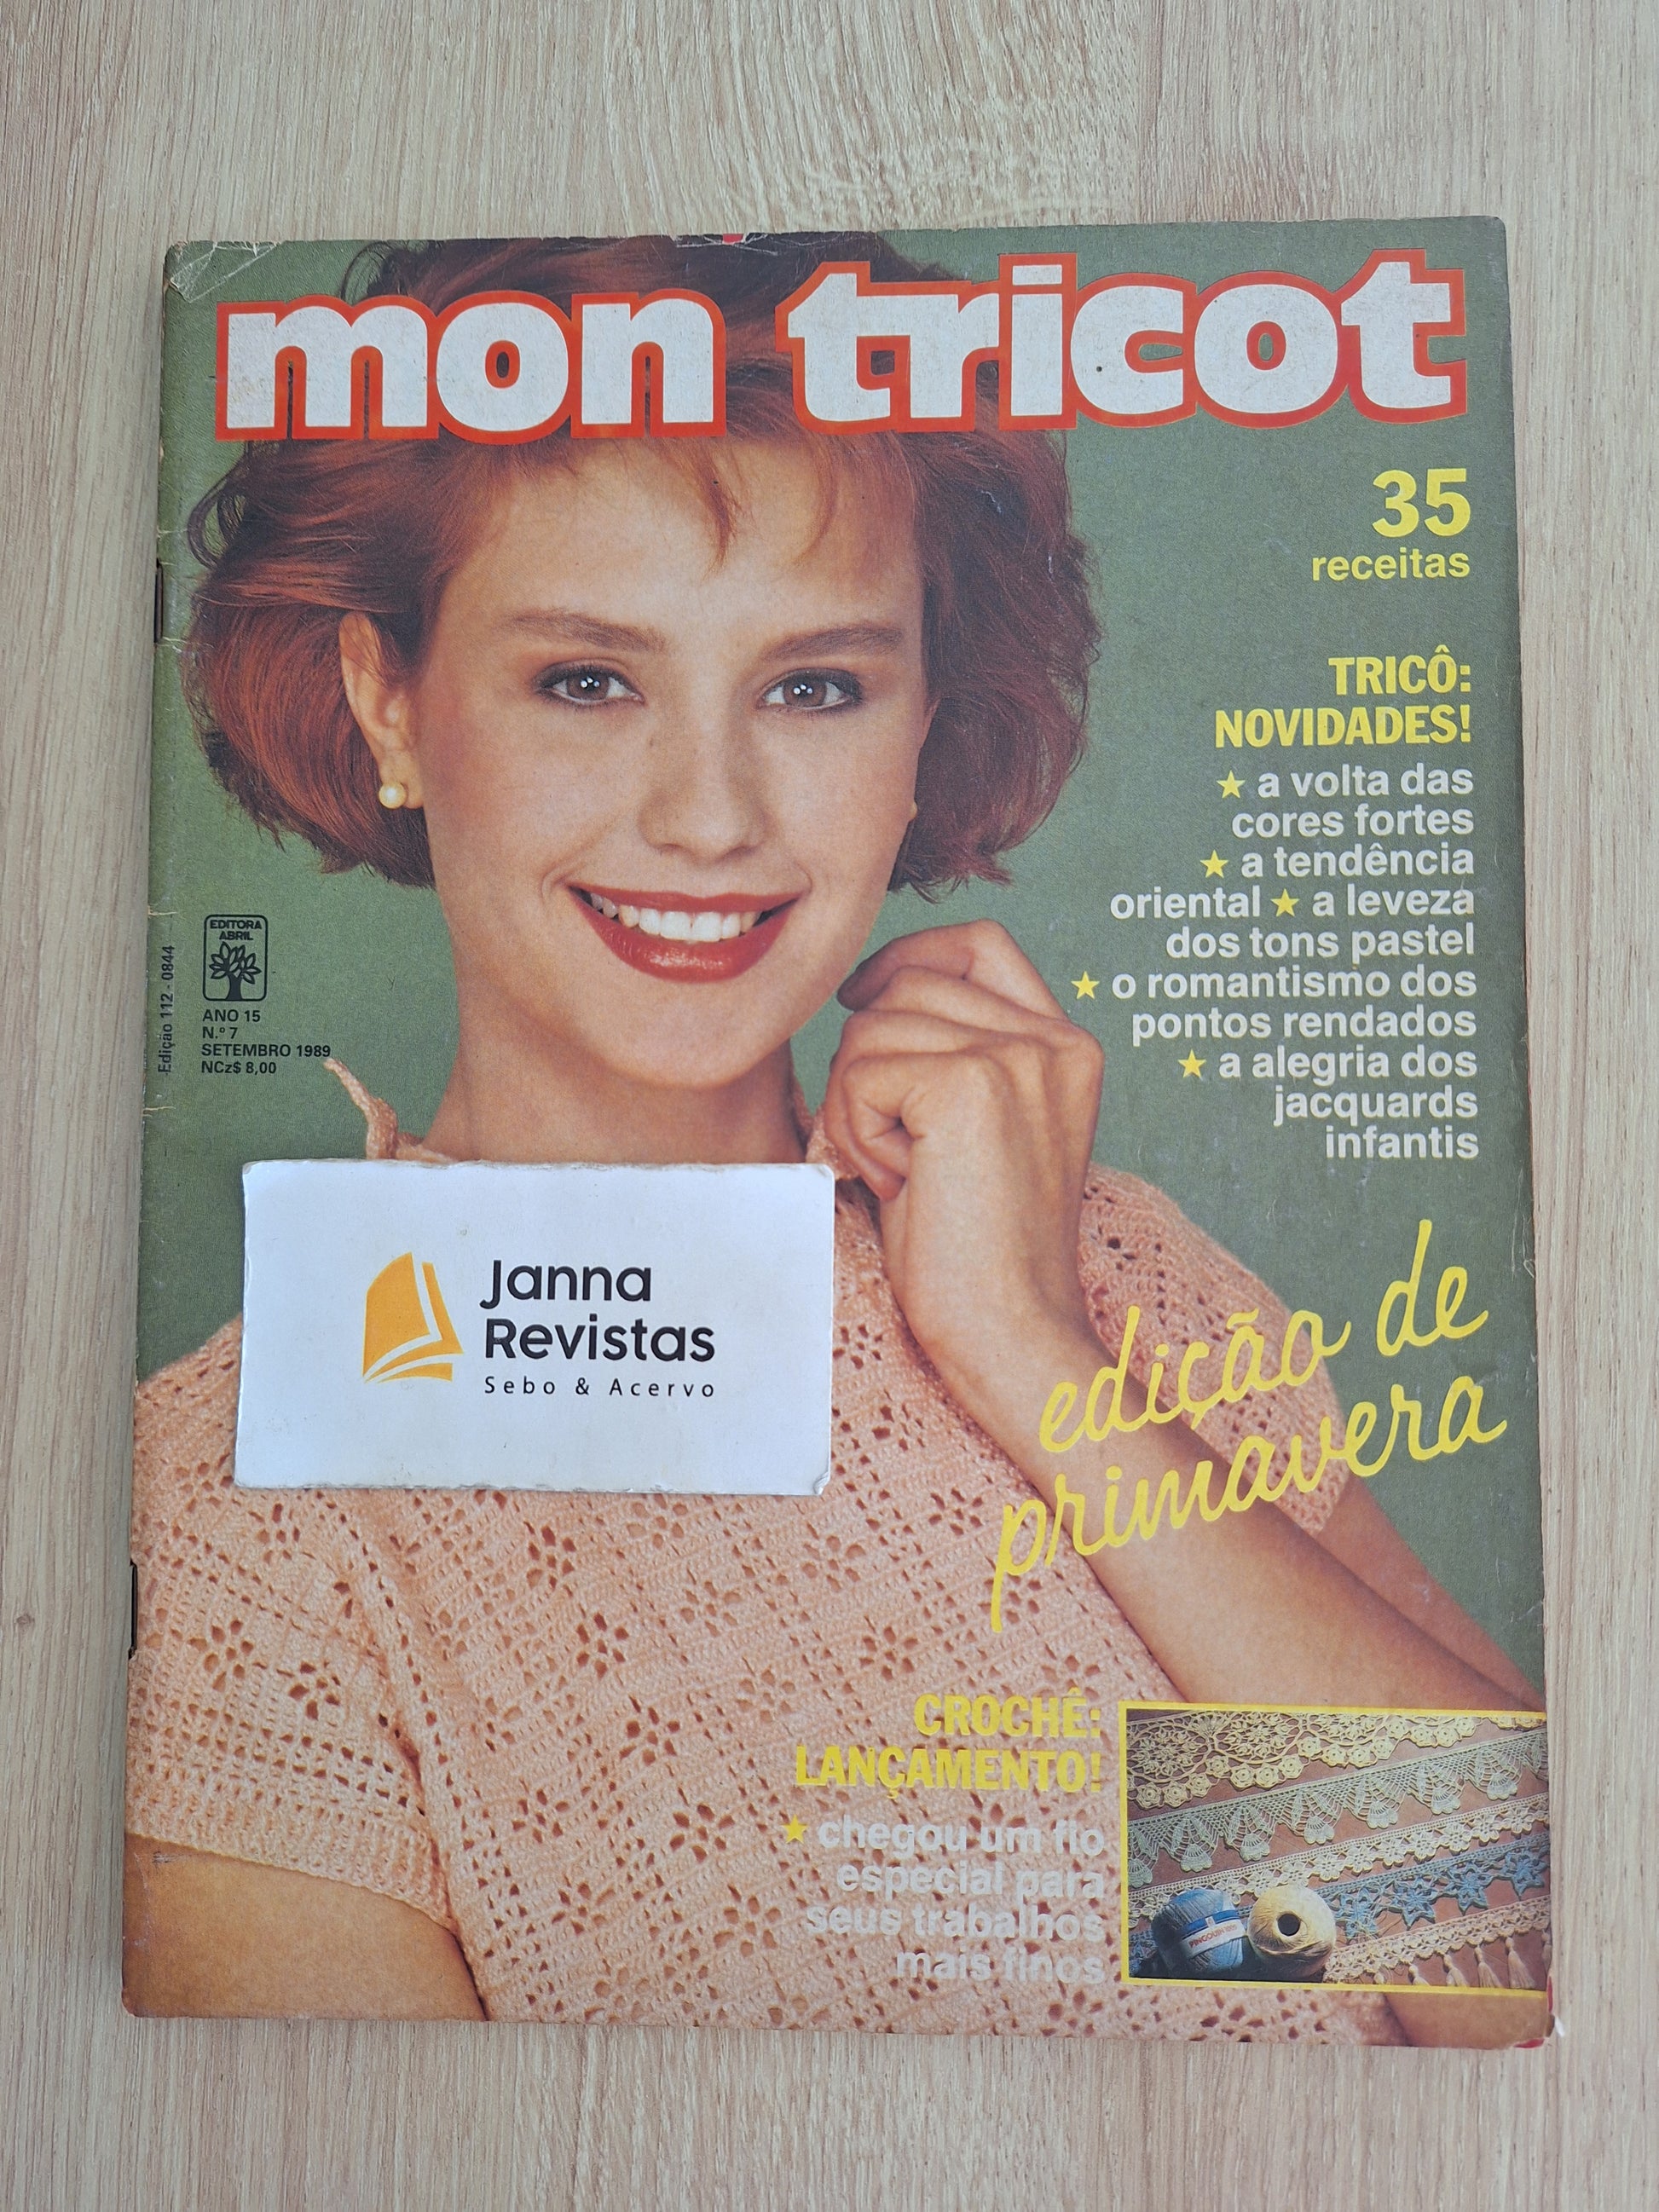 mon tricot
35
receitas
TRICÔ:
NOVIDADES!
★ a volta das
cores fortes
★ a tendência
oriental ★ a leveza
dos tons pastel
★ o romantismo dos
pontos rendados
★ a alegria dos
jacquards
infantis
EDITORA
ABRIL
ANO 15
N.º 7
SETEMBRO 1989
NCz$ 8,00
Edição 112 - 0844
Janna
Revistas
Sebo & Acervo
edição de
primavera
CROCHÊ:
LANÇAMENTO!
★ chegou um fio
especial para
seus trabalhos
mais finos
PINGOUIN